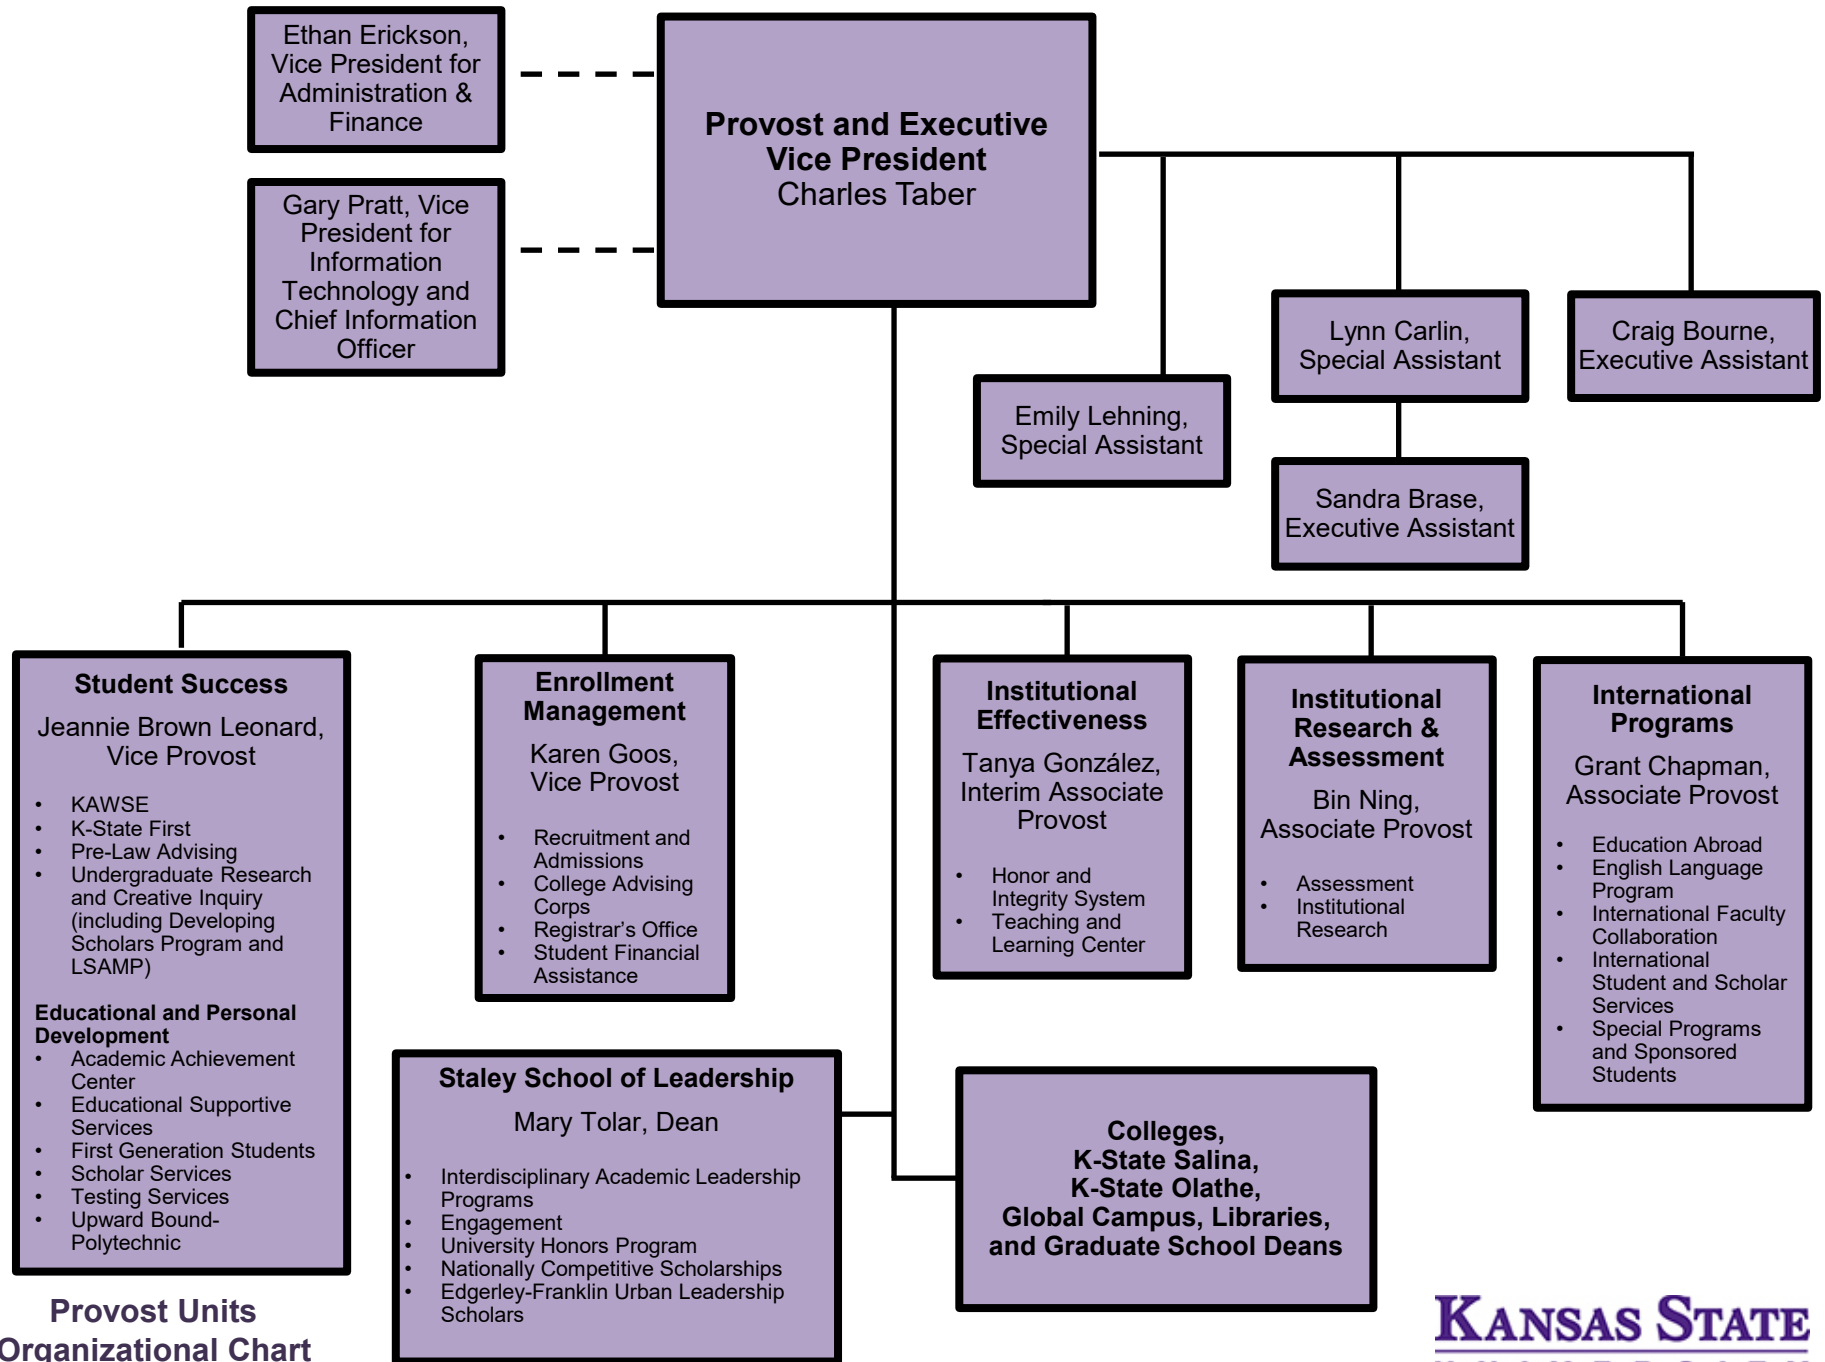 Ethan Erickson,
Vice President for
Administration &
Finance
Provost and Executive
Vice President
Charles Taber
Gary Pratt, Vice
President for
Information
Technology and
Chief Information
Officer
Lynn Carlin,
Special Assistant
Craig Bourne,
Executive Assistant
Emily Lehning,
Special Assistant
Sandra Brase,
Executive Assistant
Student Success
Jeannie Brown Leonard,
Vice Provost
• KAWSE
• K-State First
• Pre-Law Advising
• Undergraduate Research
and Creative Inquiry
(including Developing
Scholars Program and
LSAMP)
Educational and Personal
Development
• Academic Achievement
Center
• Educational Supportive
Services
• First Generation Students
• Scholar Services
• Testing Services
• Upward Bound-
Polytechnic
Enrollment
Management
Karen Goos,
Vice Provost
• Recruitment and
Admissions
• College Advising
Corps
• Registrar’s Office
• Student Financial
Assistance
Institutional
Effectiveness
Tanya González,
Interim Associate
Provost
• Honor and
Integrity System
• Teaching and
Learning Center
Institutional
Research &
Assessment
Bin Ning,
Associate Provost
• Assessment
• Institutional
Research
International
Programs
Grant Chapman,
Associate Provost
• Education Abroad
• English Language
Program
• International Faculty
Collaboration
• International
Student and Scholar
Services
• Special Programs
and Sponsored
Students
Staley School of Leadership
Mary Tolar, Dean
• Interdisciplinary Academic Leadership
Programs
• Engagement
• University Honors Program
• Nationally Competitive Scholarships
• Edgerley-Franklin Urban Leadership
Scholars
Colleges,
K-State Salina,
K-State Olathe,
Global Campus, Libraries,
and Graduate School Deans
Provost Units
Organizational Chart
KANSAS STATE